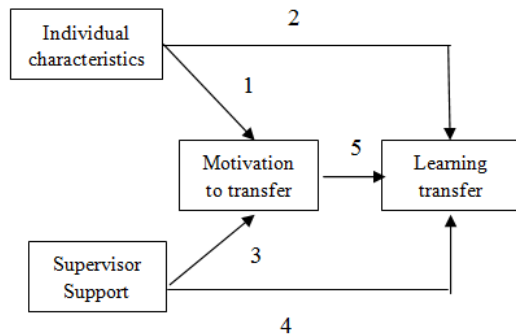 2
Individual
characteristics
1
5
Motivation
to transfer
Learning
transfer
3
Supervisor
Support
4